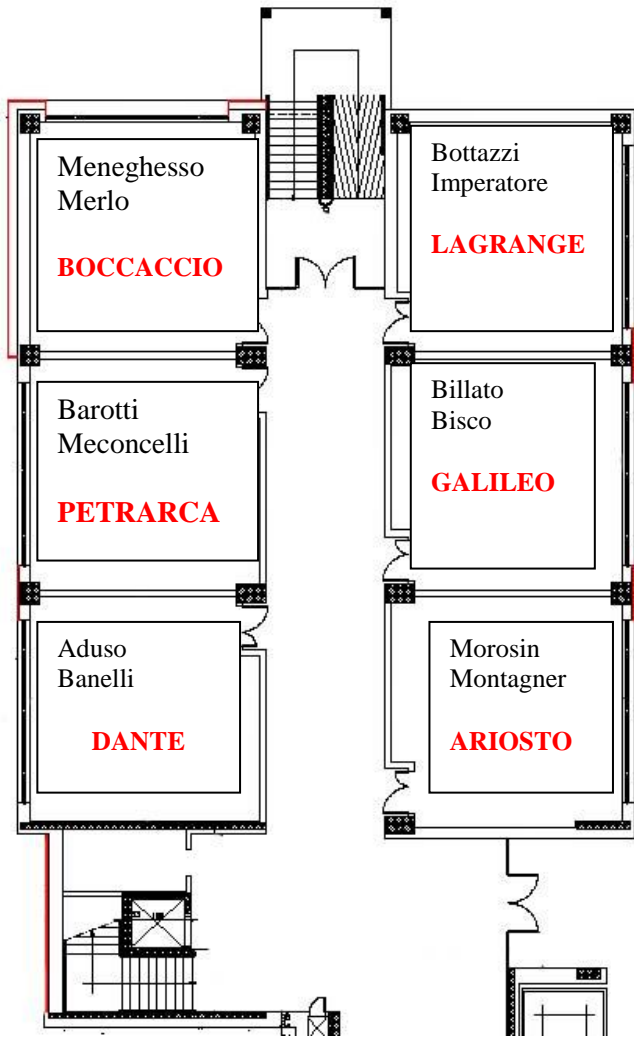 Meneghesso
Merlo
BOCCACCIO
Bottazzi
Imperatore
LAGRANGE
Barotti
Meconcelli
PETRARCA
Billato
Bisco
GALILEO
Aduso
Banelli
DANTE
Morosin
Montagner
ARIOSTO